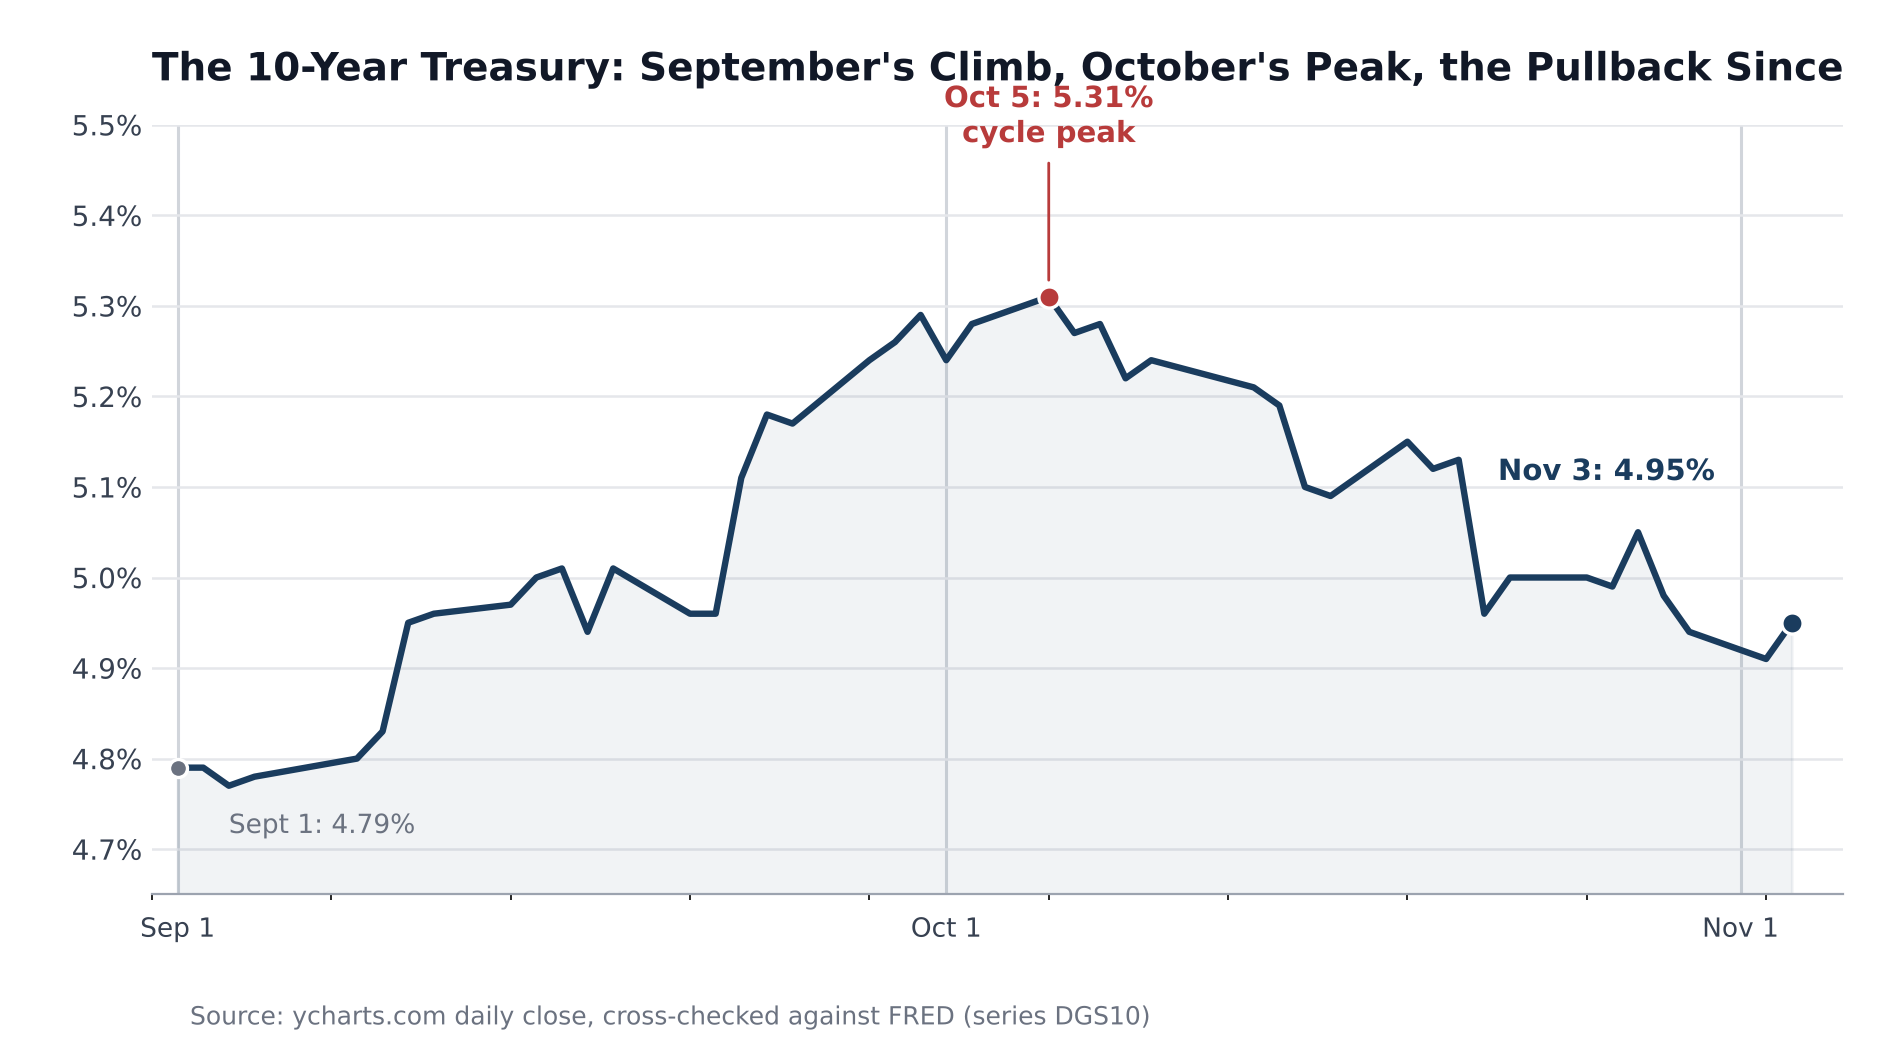 The 10-Year Treasury: September's Climb, October's Peak, the Pullback Since
Oct 5: 5.31%
cycle peak
5.5%
5.4%
5.3%
5.2%
5.1%
5.0%
4.9%
4.8%
4.7%
Nov 3: 4.95%
Sept 1: 4.79%
Sep 1
Oct 1
Nov 1
Source: ycharts.com daily close, cross-checked against FRED (series DGS10)